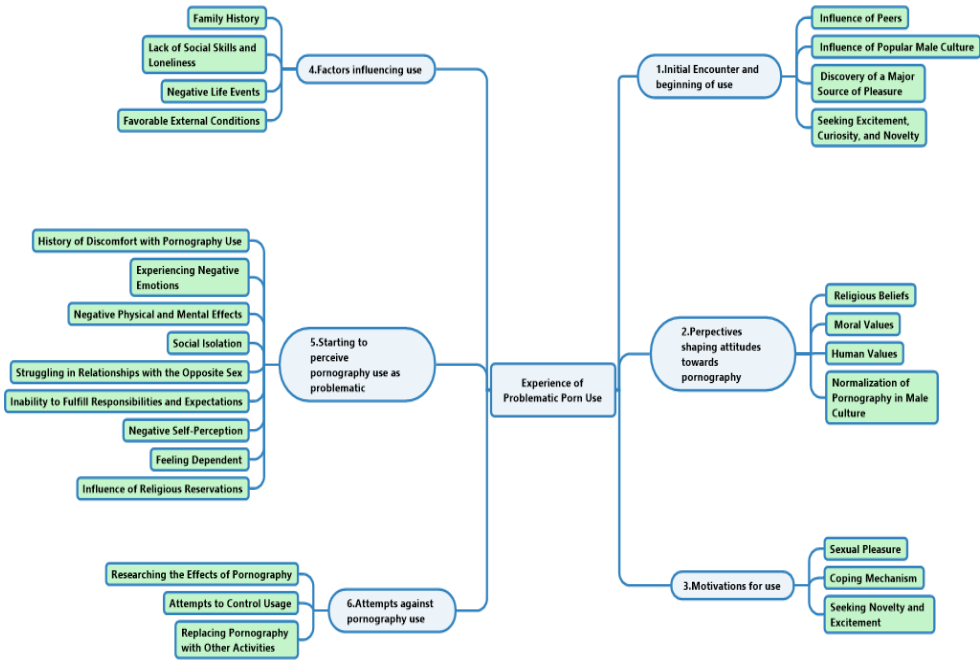 Experience of
Problematic Porn Use
1.Initial Encounter and
beginning of use
Influence of Peers
Influence of Popular Male Culture
Discovery of a Major
Source of Pleasure
Seeking Excitement,
Curiosity, and Novelty
2.Perpectives
shaping attitudes
towards
pornography
Religious Beliefs
Moral Values
Human Values
Normalization of
Pornography in Male
Culture
3.Motivations for use
Sexual Pleasure
Coping Mechanism
Seeking Novelty and
Excitement
4.Factors influencing use
Family History
Lack of Social Skills and
Loneliness
Negative Life Events
Favorable External Conditions
5.Starting to
perceive
pornography use as
problematic
History of Discomfort with Pornography Use
Experiencing Negative
Emotions
Negative Physical and Mental Effects
Social Isolation
Struggling in Relationships with the Opposite Sex
Inability to Fulfill Responsibilities and Expectations
Negative Self-Perception
Feeling Dependent
Influence of Religious Reservations
6.Attempts against
pornography use
Researching the Effects of Pornography
Attempts to Control Usage
Replacing Pornography
with Other Activities